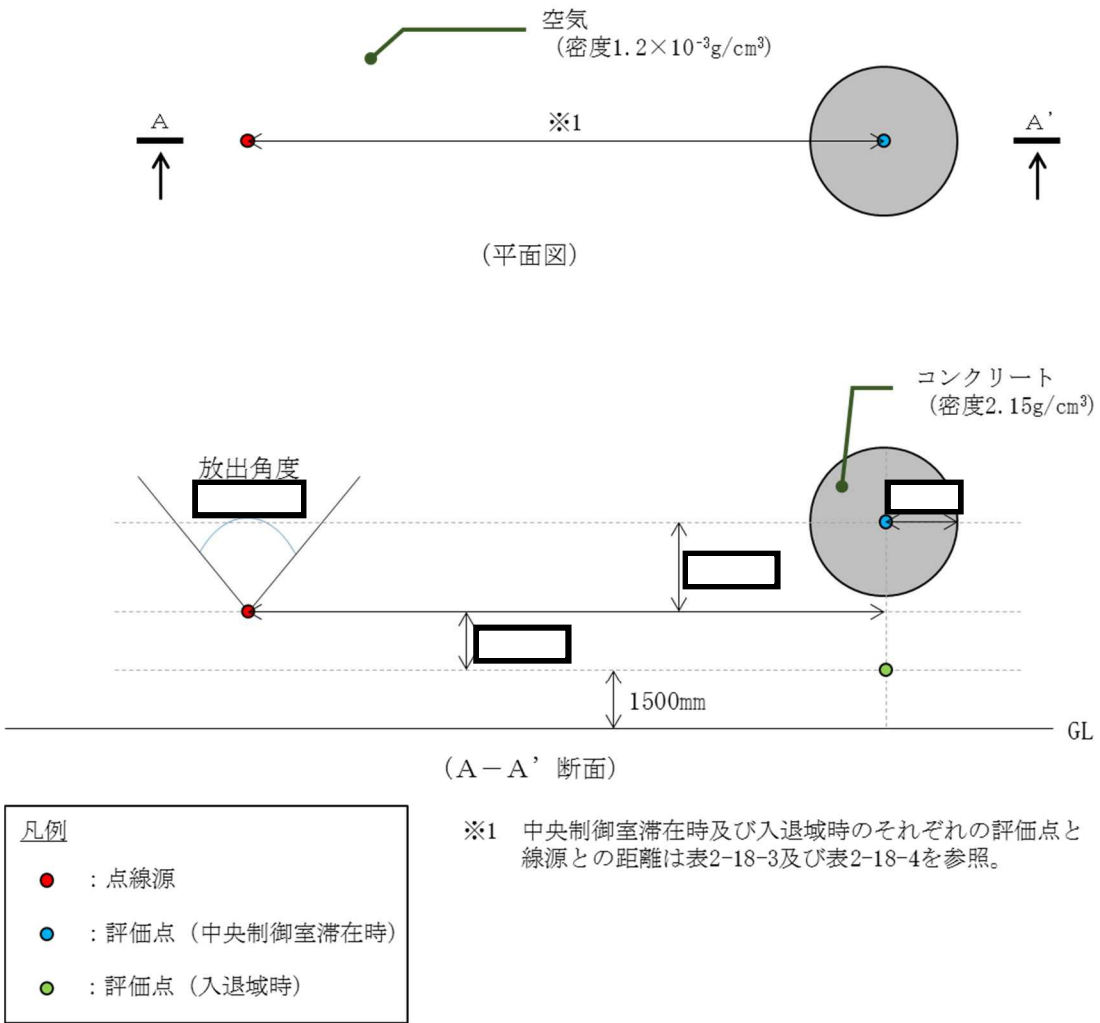 空気
(密度1.2×10⁻³g/cm³)
A
※1
A'
(平面図)
コンクリート
(密度2.15g/cm³)
放出角度
1500mm
GL
(A-A' 断面)
凡例
:点線源
:評価点(中央制御室滞在時)
:評価点(入退域時)
※1 中央制御室滞在時及び入退域時のそれぞれの評価点と
線源との距離は表2-18-3及び表2-18-4を参照。